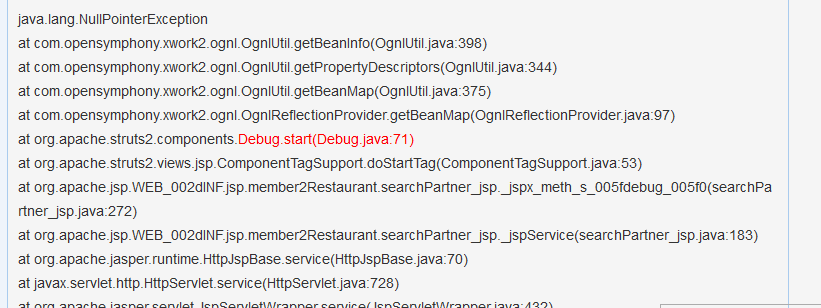 java.lang.NullPointerException
at com.opensymphony.xwork2.ognl.OgnlUtil.getBeanInfo(OgnlUtil.java:398)
at com.opensymphony.xwork2.ognl.OgnlUtil.getPropertyDescriptors(OgnlUtil.java:344)
at com.opensymphony.xwork2.ognl.OgnlUtil.getBeanMap(OgnlUtil.java:375)
at com.opensymphony.xwork2.ognl.OgnlReflectionProvider.getBeanMap(OgnlReflectionProvider.java:97)
at org.apache.struts2.components.Debug.start(Debug.java:71)
at org.apache.struts2.views.jsp.ComponentTagSupport.doStartTag(ComponentTagSupport.java:53)
at org.apache.jsp.WEB_002dINF.jsp.member2Restaurant.searchPartner_jsp._jspx_meth_s_005fdebug_005f0(searchPa
rtner_jsp.java:272)
at org.apache.jsp.WEB_002dINF.jsp.member2Restaurant.searchPartner_jsp._jspService(searchPartner_jsp.java:183)
at org.apache.jasper.runtime.HttpJspBase.service(HttpJspBase.java:70)
at javax.servlet.http.HttpServlet.service(HttpServlet.java:728)
at org.apache.jasper.servlet.JspServletWrapper.service(JspServletWrapper.java:432)